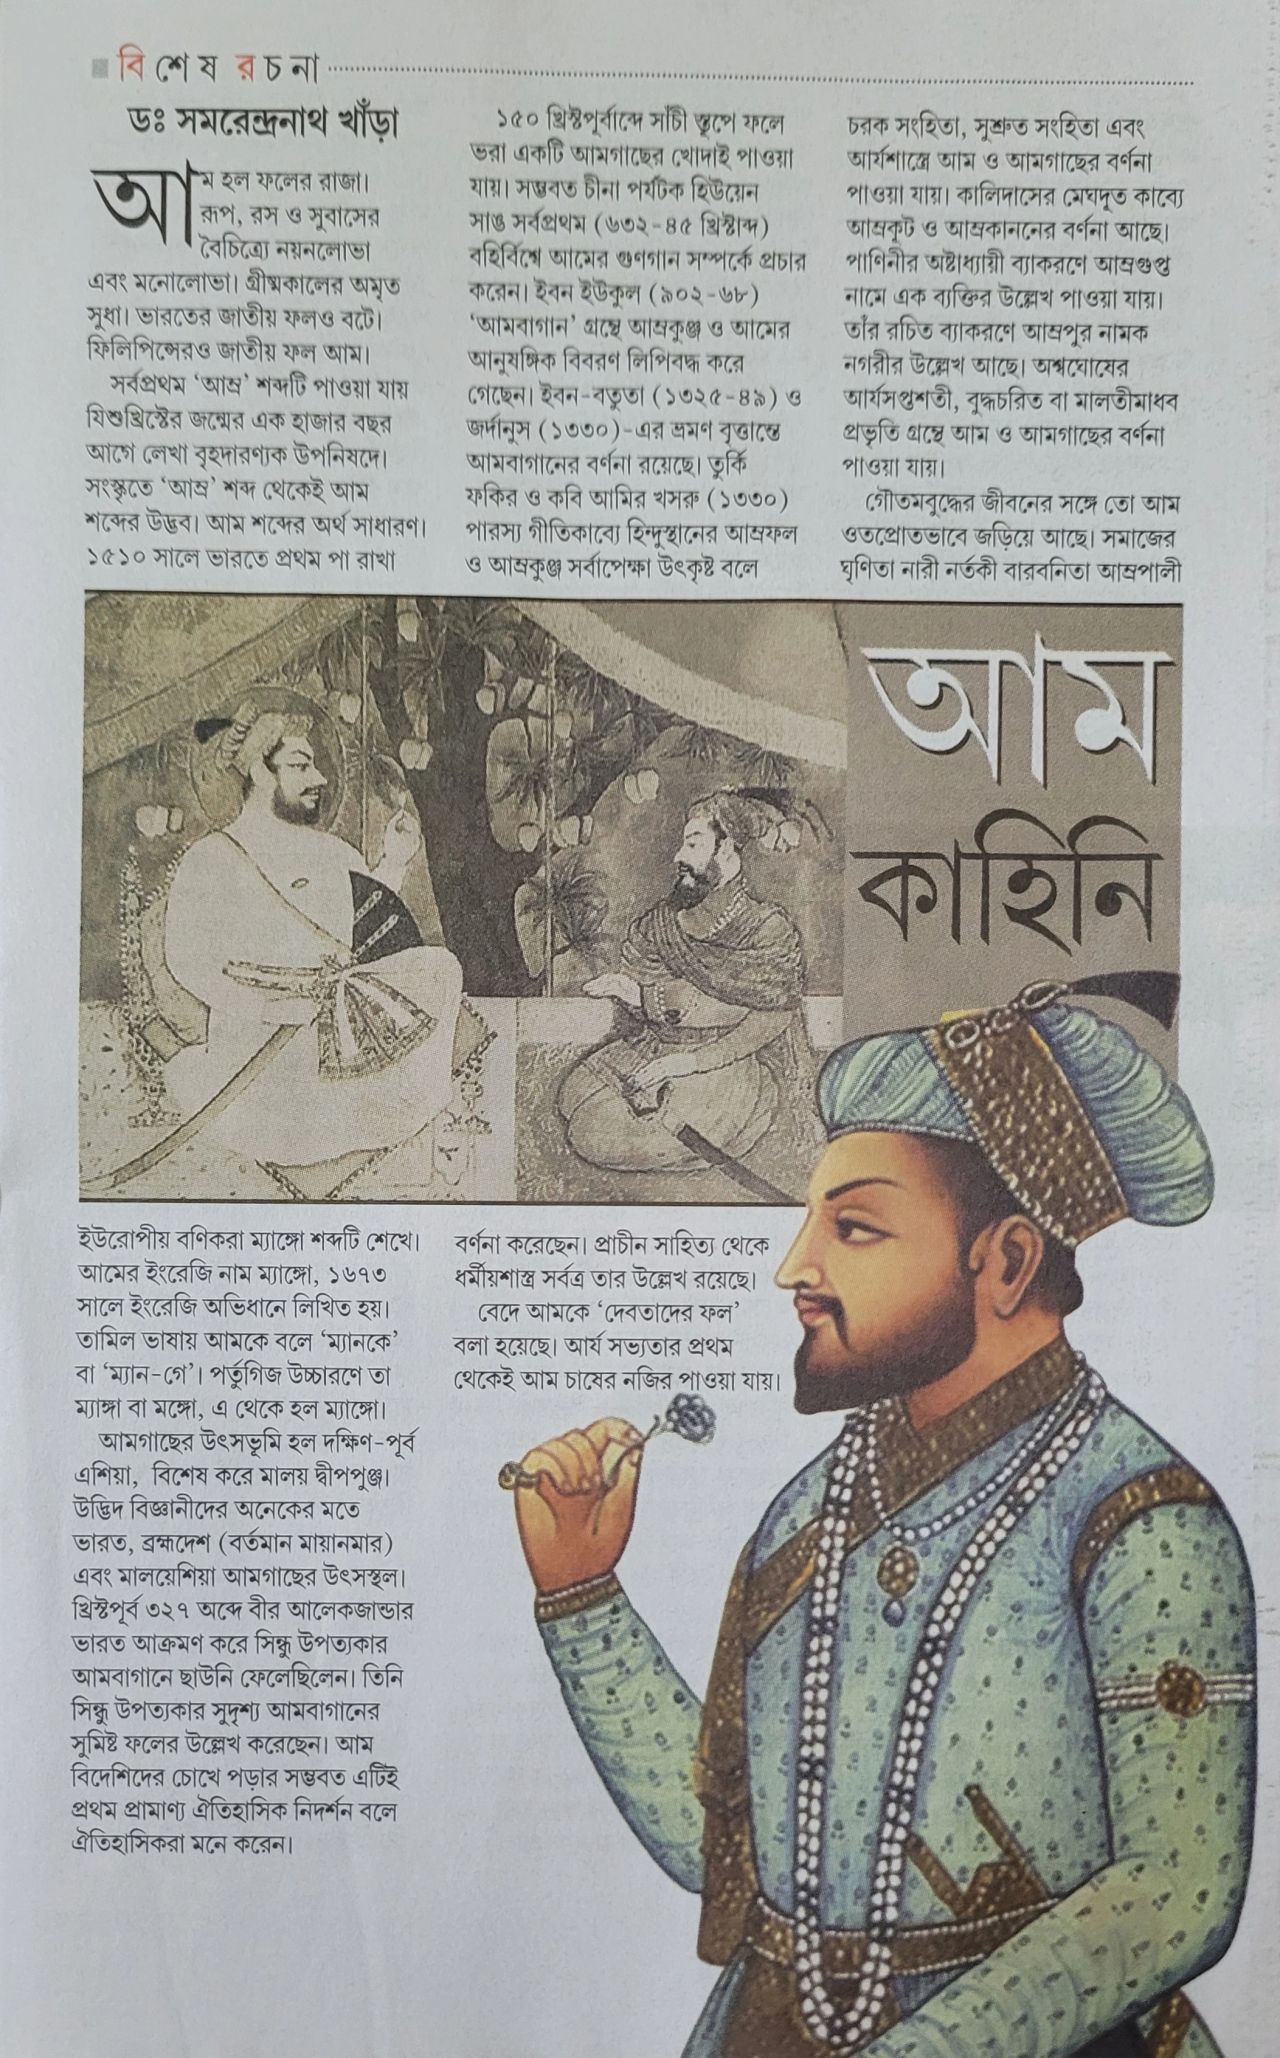 বিশেষ রচনা
ডঃ সমরেন্দ্রনাথ খাঁড়া
আম হল ফলের রাজা।
রূপ, রস ও সুবাসের
বৈচিত্র্যে নয়নলোভা
এবং মনোলোভা। গ্রীষ্মকালের অমৃত
সুধা। ভারতের জাতীয় ফলও বটে।
ফিলিপিন্সেরও জাতীয় ফল আম।
সর্বপ্রথম ‘আম্র’ শব্দটি পাওয়া যায়
যিশুখ্রিস্টের জন্মের এক হাজার বছর
আগে লেখা বৃহদারণ্যক উপনিষদে।
সংস্কৃতে ‘আম্র’ শব্দ থেকেই আম
শব্দের উদ্ভব। আম শব্দের অর্থ সাধারণ।
১৫১০ সালে ভারতে প্রথম পা রাখা
ইউরোপীয় বণিকরা ম্যাঙ্গো শব্দটি শেখে।
আমের ইংরেজি নাম ম্যাঙ্গো, ১৬৭৩
সালে ইংরেজি অভিধানে লিখিত হয়।
তামিল ভাষায় আমকে বলে ‘ম্যানকে’
বা ‘ম্যান-গে’। পর্তুগিজ উচ্চারণে তা
ম্যাঙ্গা বা মঙ্গো, এ থেকে হল ম্যাঙ্গো।
আমগাছের উৎসভূমি হল দক্ষিণ-পূর্ব
এশিয়া, বিশেষ করে মালয় দ্বীপপুঞ্জ।
উদ্ভিদ বিজ্ঞানীদের অনেকের মতে
ভারত, ব্রহ্মদেশ (বর্তমান মায়ানমার)
এবং মালয়েশিয়া আমগাছের উৎসস্থল।
খ্রিস্টপূর্ব ৩২৭ অব্দে বীর আলেকজান্ডার
ভারত আক্রমণ করে সিন্ধু উপত্যকার
আমবাগানে ছাউনি ফেলেছিলেন। তিনি
সিন্ধু উপত্যকার সুদৃশ্য আমবাগানের
সুমিষ্ট ফলের উল্লেখ করেছেন। আম
বিদেশিদের চোখে পড়ার সম্ভবত এটিই
প্রথম প্রামাণ্য ঐতিহাসিক নিদর্শন বলে
ঐতিহাসিকরা মনে করেন।
১৫০ খ্রিস্টপূর্বাব্দে সাঁচী স্তূপে ফলে
ভরা একটি আমগাছের খোদাই পাওয়া
যায়। সম্ভবত চীনা পর্যটক হিউয়েন
সাঙ সর্বপ্রথম (৬৩২-৪৫ খ্রিস্টাব্দ)
বহির্বিশ্বে আমের গুণগান সম্পর্কে প্রচার
করেন। ইবন ইউকুল (৯০২-৬৮)
‘আমবাগান’ গ্রন্থে আম্রকুঞ্জ ও আমের
আনুষঙ্গিক বিবরণ লিপিবদ্ধ করে
গেছেন। ইবন-বতুতা (১৩২৫-৪৯) ও
জর্দানুস (১৩৩০)-এর ভ্রমণ বৃত্তান্তে
আমবাগানের বর্ণনা রয়েছে। তুর্কি
ফকির ও কবি আমির খসরু (১৩৩০)
পারস্য গীতিকাব্যে হিন্দুস্থানের আম্রফল
ও আম্রকুঞ্জ সর্বাপেক্ষা উৎকৃষ্ট বলে
বর্ণনা করেছেন। প্রাচীন সাহিত্য থেকে
ধর্মীয়শাস্ত্র সর্বত্র তার উল্লেখ রয়েছে।
বেদে আমকে ‘দেবতাদের ফল’
বলা হয়েছে। আর্য সভ্যতার প্রথম
থেকেই আম চাষের নজির পাওয়া যায়।
চরক সংহিতা, সুশ্রুত সংহিতা এবং
আর্যশাস্ত্রে আম ও আমগাছের বর্ণনা
পাওয়া যায়। কালিদাসের মেঘদূত কাব্যে
আম্রকূট ও আম্রকাননের বর্ণনা আছে।
পাণিনীর অষ্টাধ্যায়ী ব্যাকরণে আম্রগুপ্ত
নামে এক ব্যক্তির উল্লেখ পাওয়া যায়।
তাঁর রচিত ব্যাকরণে আম্রপুর নামক
নগরীর উল্লেখ আছে। অশ্বঘোষের
আর্যসপ্তশতী, বুদ্ধচরিত বা মালতীমাধব
প্রভৃতি গ্রন্থে আম ও আমগাছের বর্ণনা
পাওয়া যায়।
গৌতমবুদ্ধের জীবনের সঙ্গে তো আম
ওতপ্রোতভাবে জড়িয়ে আছে। সমাজের
ঘৃণিতা নারী নর্তকী বারবনিতা আম্রপালী
আম
কাহিনি